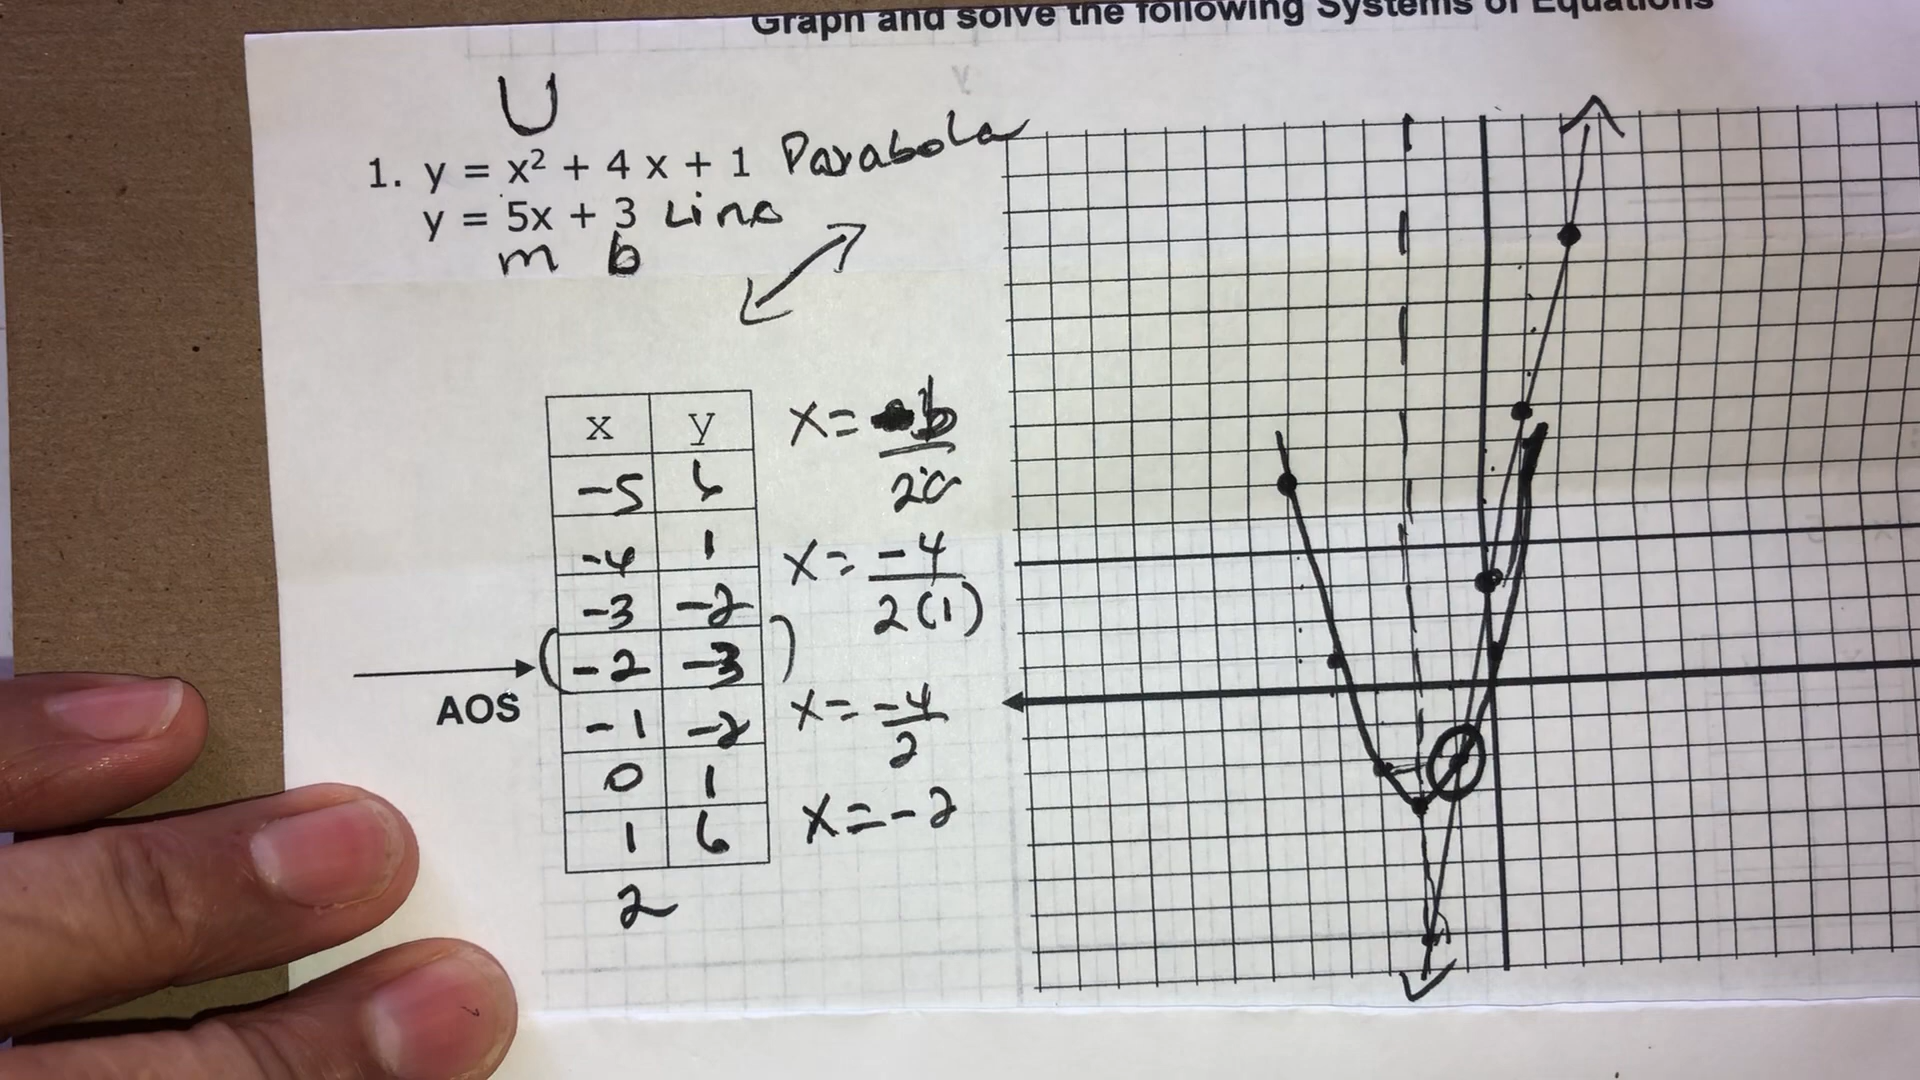 Graph and solve the following Systems of Equations
U
1. y = x² + 4 x + 1 Parabola
y = 5x + 3 Line
m b
x y
-5 6
-4 1
-3 -2
AOS (-2 -3)
-1 -2
0 1
1 6
2
x = -b
2a
x = -4
2(1)
x = -4
2
x = -2